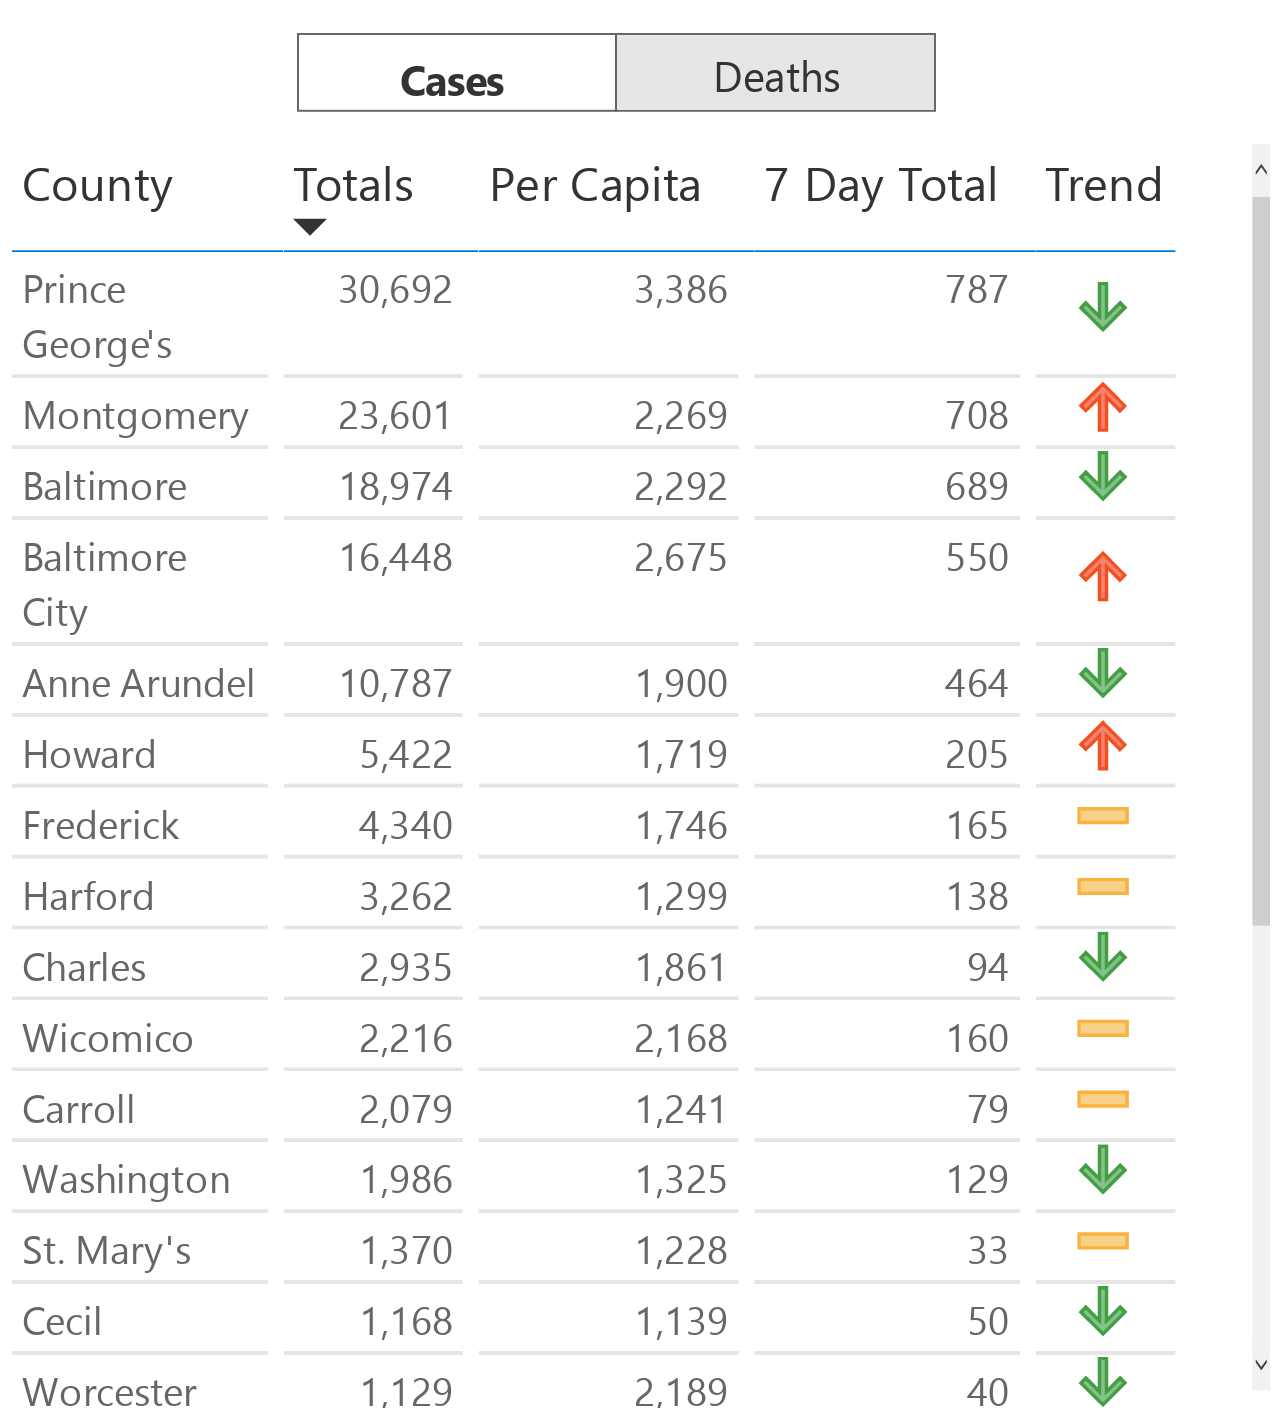 Cases Deaths
County Totals Per Capita 7 Day Total Trend
Prince 30,692 3,386 787
George's
Montgomery 23,601 2,269 708
Baltimore 18,974 2,292 689
Baltimore 16,448 2,675 550
City
Anne Arundel 10,787 1,900 464
Howard 5,422 1,719 205
Frederick 4,340 1,746 165
Harford 3,262 1,299 138
Charles 2,935 1,861 94
Wicomico 2,216 2,168 160
Carroll 2,079 1,241 79
Washington 1,986 1,325 129
St. Mary's 1,370 1,228 33
Cecil 1,168 1,139 50
Worcester 1,129 2,189 40